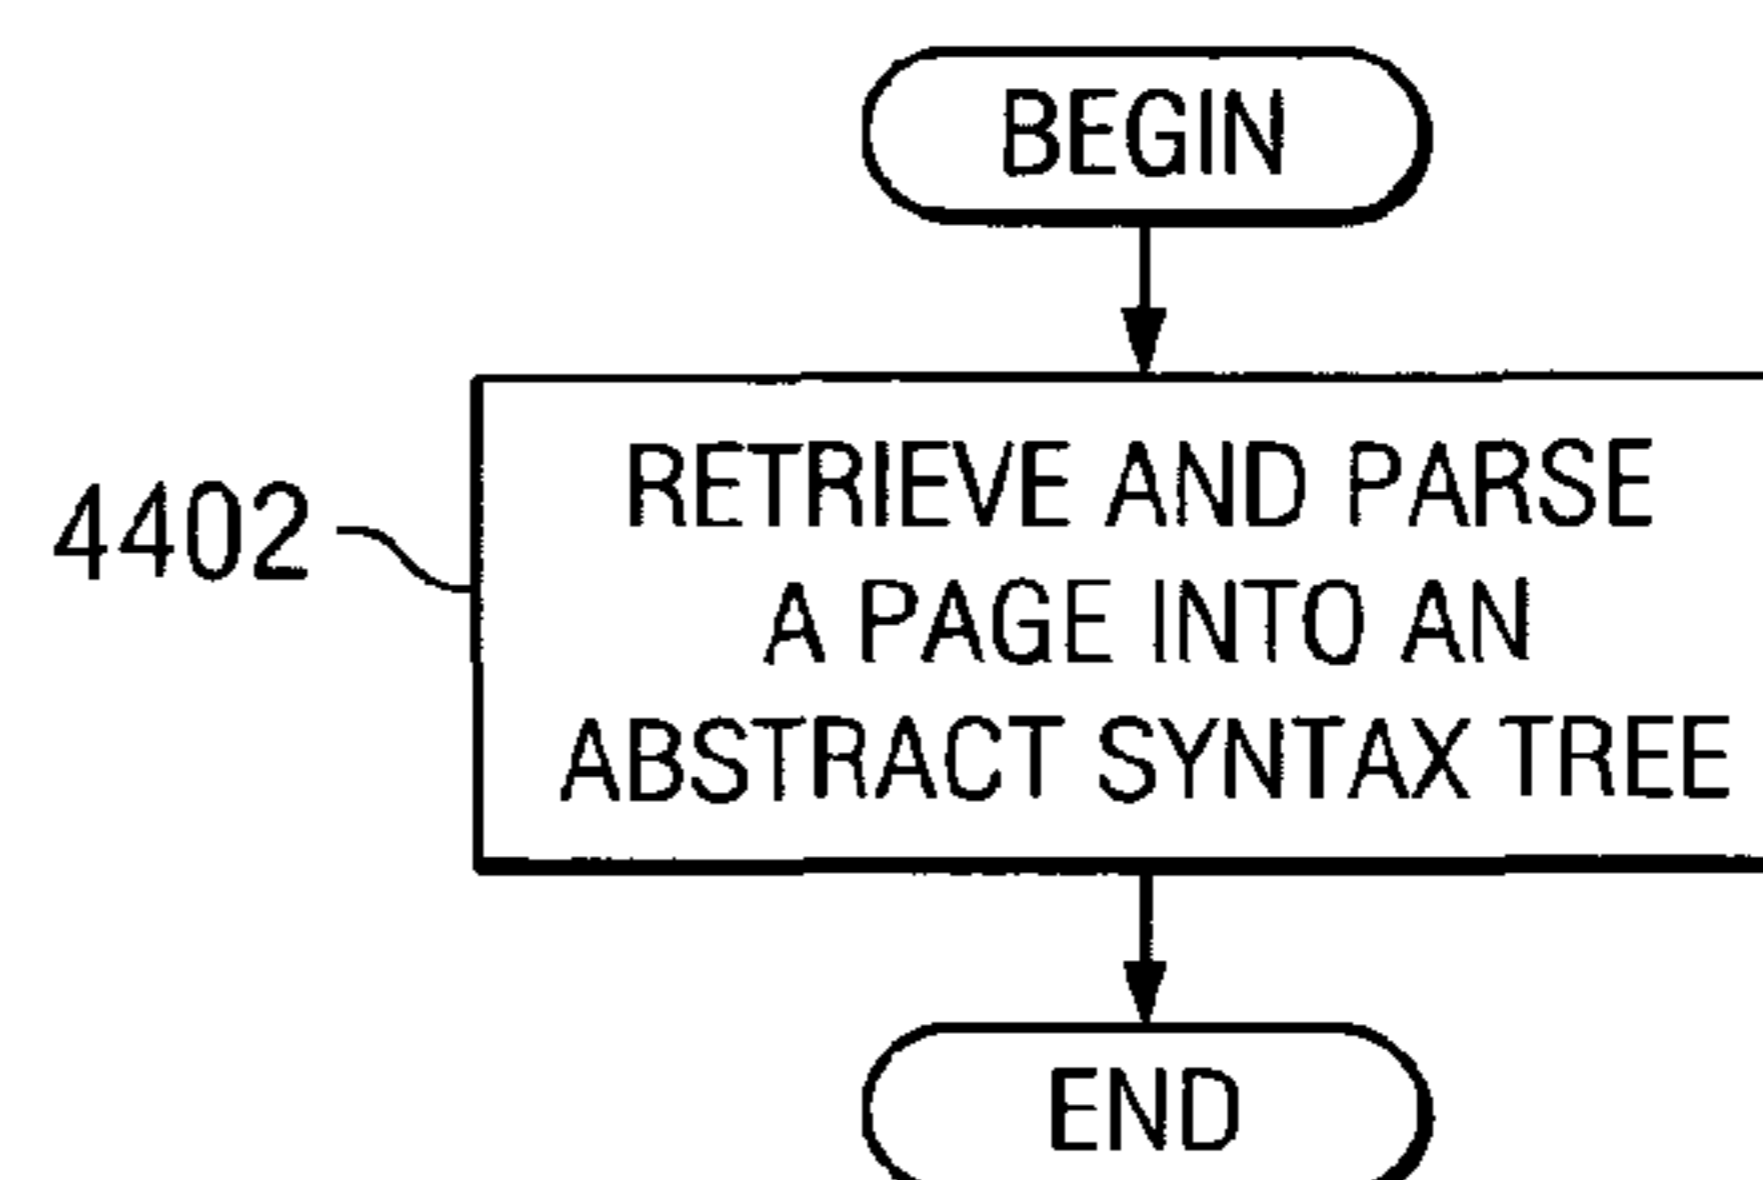 BEGIN
RETRIEVE AND PARSE
4402
A PAGE INTO AN
ABSTRACT SYNTAX TREE
END